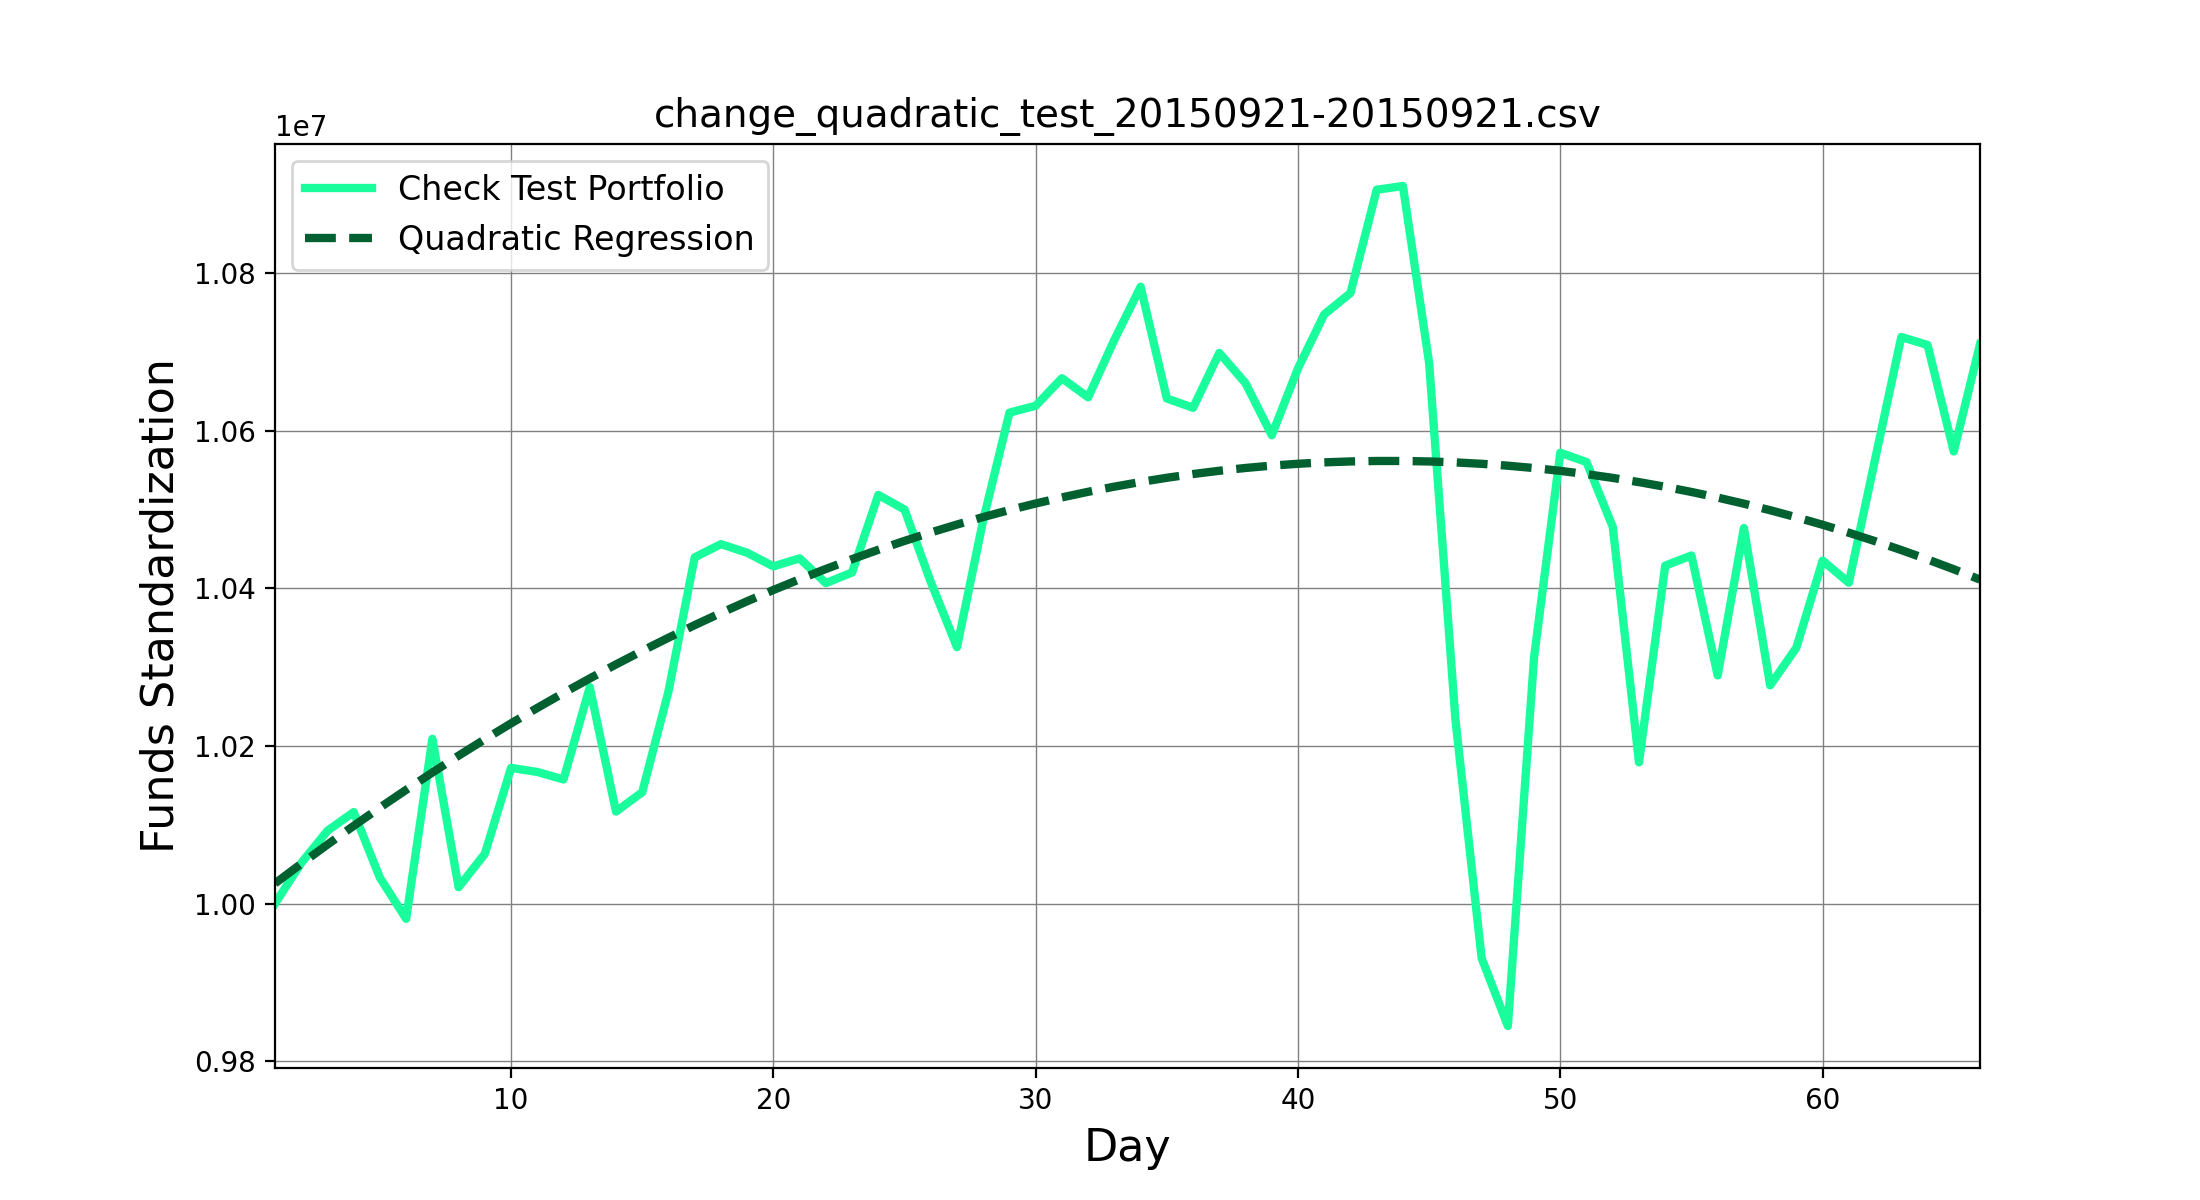 change_quadratic_test_20150921-20150921.csv
1e7
Check Test Portfolio
Quadratic Regression
1.08
1.06
1.04
1.02
1.00
0.98
Funds Standardization
10 20 30 40 50 60
Day